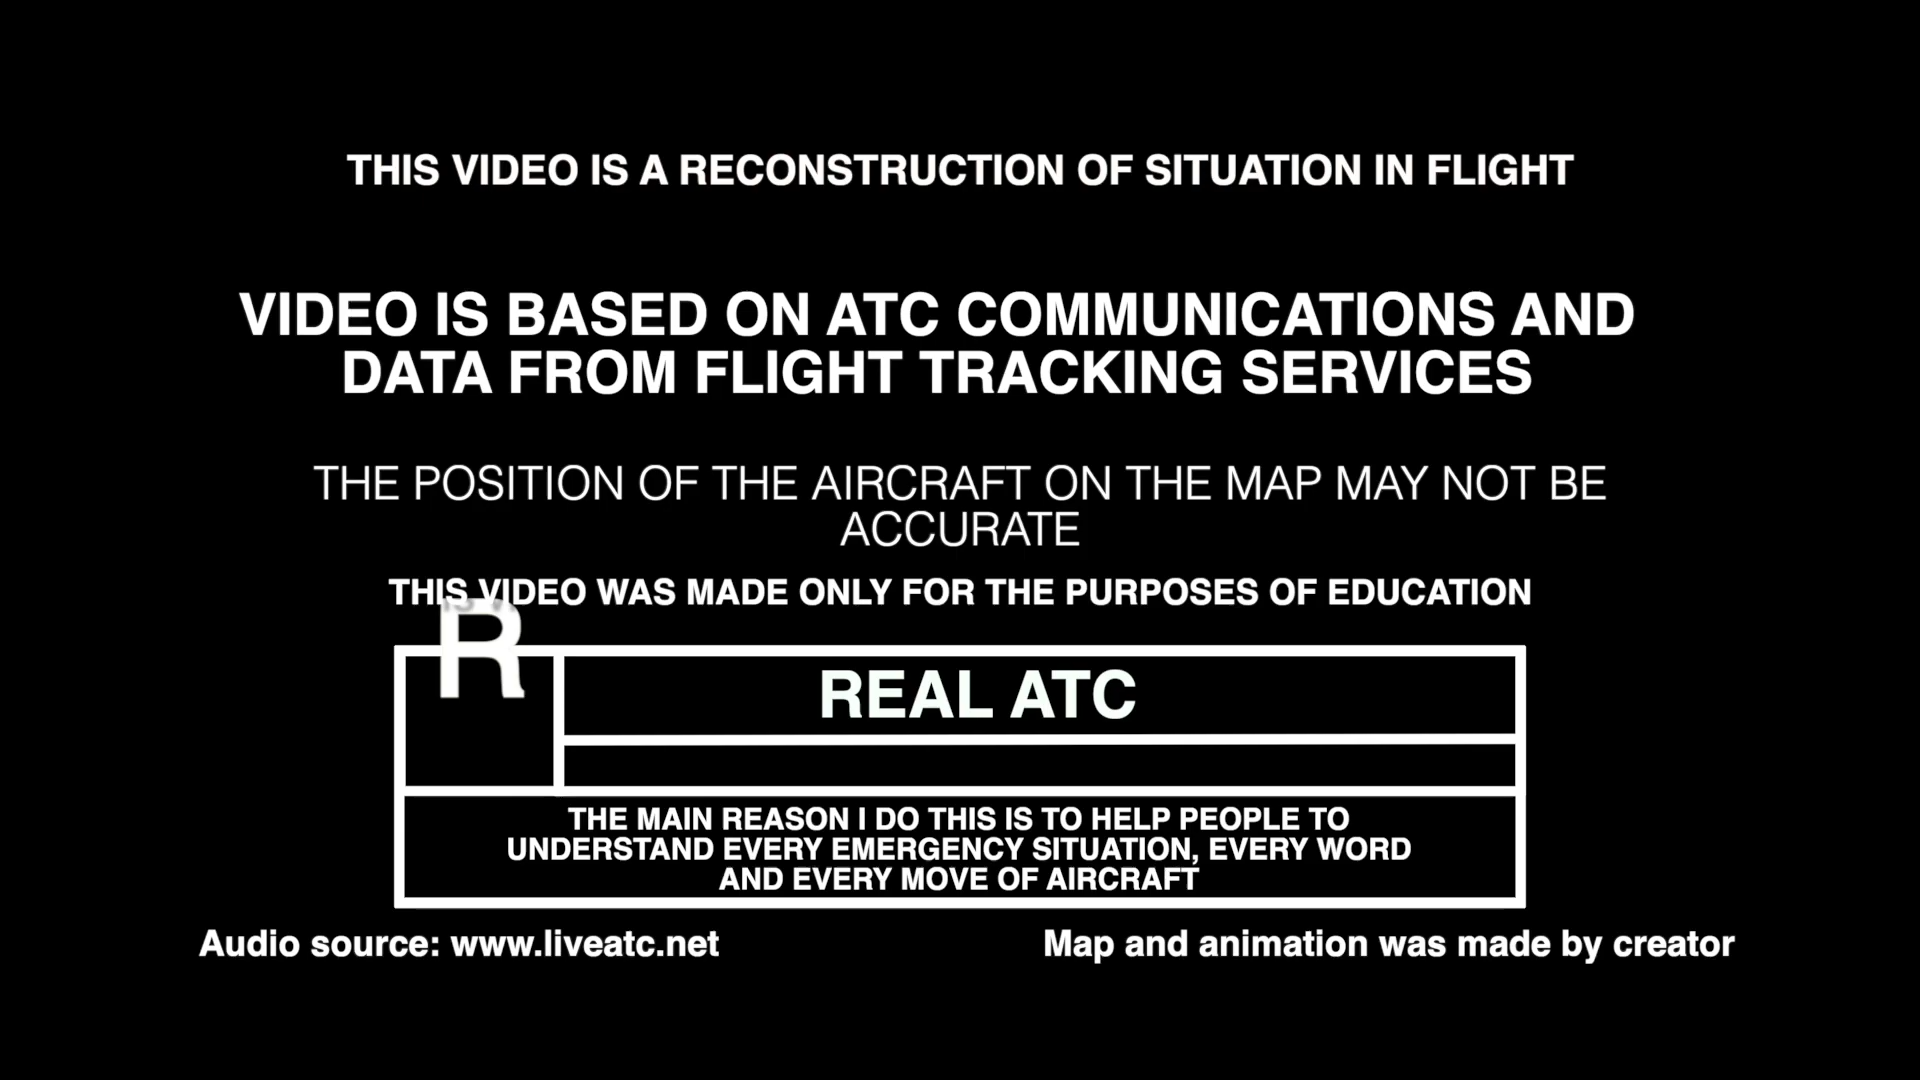 THIS VIDEO IS A RECONSTRUCTION OF SITUATION IN FLIGHT
VIDEO IS BASED ON ATC COMMUNICATIONS AND
DATA FROM FLIGHT TRACKING SERVICES
THE POSITION OF THE AIRCRAFT ON THE MAP MAY NOT BE
ACCURATE
THIS VIDEO WAS MADE ONLY FOR THE PURPOSES OF EDUCATION
R
REAL ATC
THE MAIN REASON I DO THIS IS TO HELP PEOPLE TO
UNDERSTAND EVERY EMERGENCY SITUATION, EVERY WORD
AND EVERY MOVE OF AIRCRAFT
Audio source: www.liveatc.net
Map and animation was made by creator